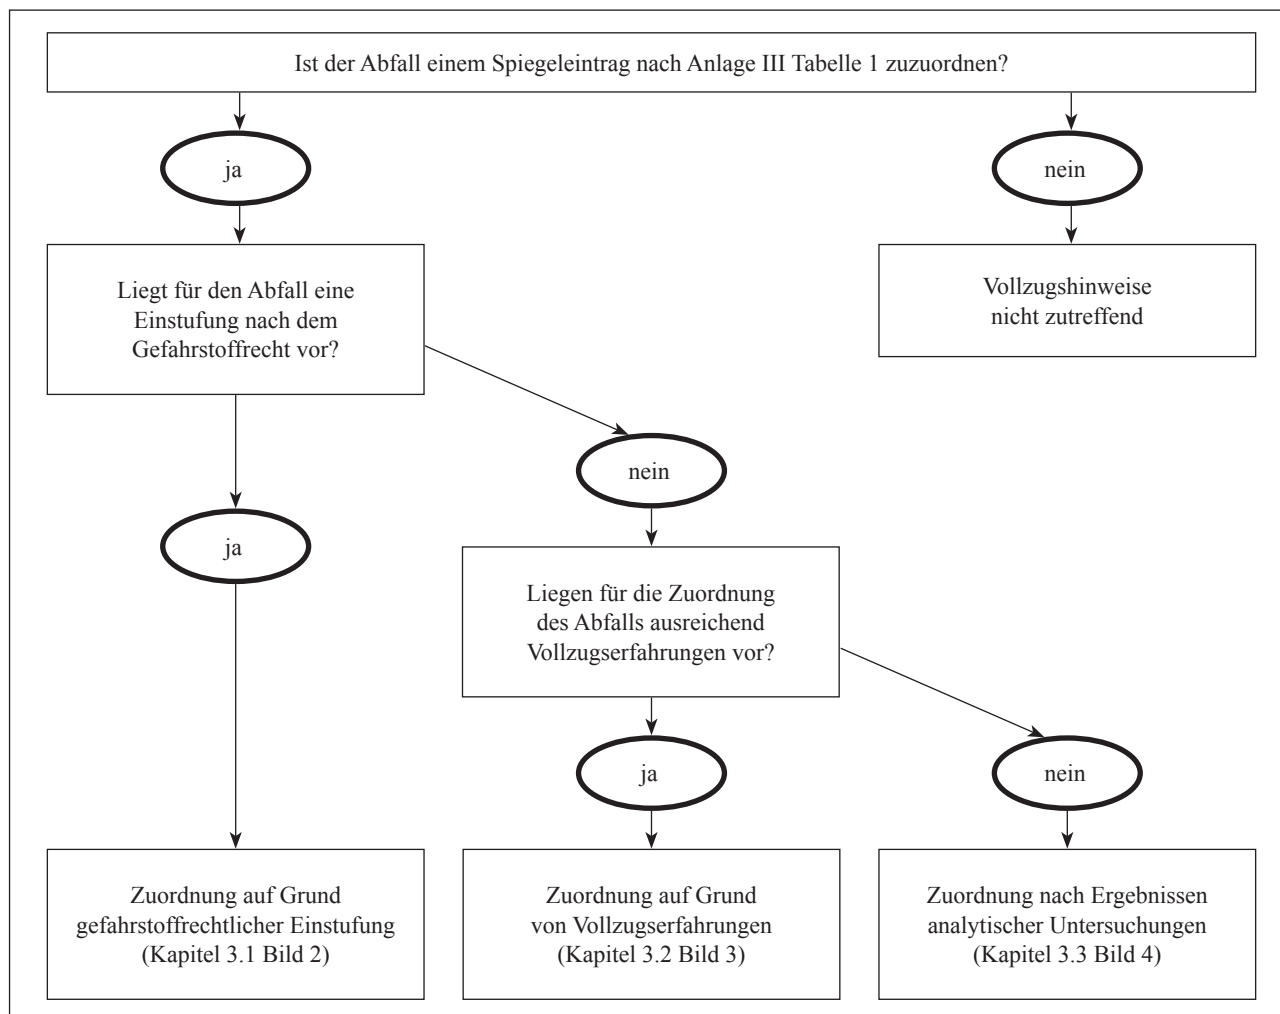 Ist der Abfall einem Spiegeleintrag nach Anlage III Tabelle 1 zuzuordnen?
ja
nein
Liegt für den Abfall eine
Einstufung nach dem
Gefahrstoffrecht vor?
Vollzugshinweise
nicht zutreffend
nein
ja
Liegen für die Zuordnung
des Abfalls ausreichend
Vollzugserfahrungen vor?
ja
nein
Zuordnung auf Grund
gefahrstoffrechtlicher Einstufung
(Kapitel 3.1 Bild 2)
Zuordnung auf Grund
von Vollzugserfahrungen
(Kapitel 3.2 Bild 3)
Zuordnung nach Ergebnissen
analytischer Untersuchungen
(Kapitel 3.3 Bild 4)